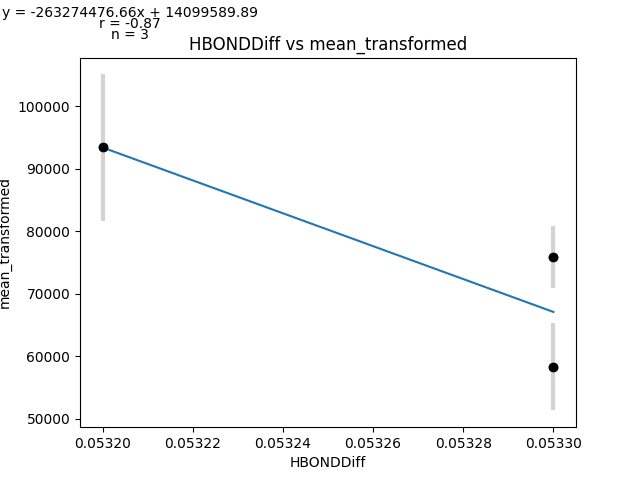 y = -263274476.66x + 14099589.89
r = -0.87
n = 3
HBONDDiff vs mean_transformed
100000
90000
80000
70000
60000
50000
mean_transformed
0.05320 0.05322 0.05324 0.05326 0.05328 0.05330
HBONDDiff